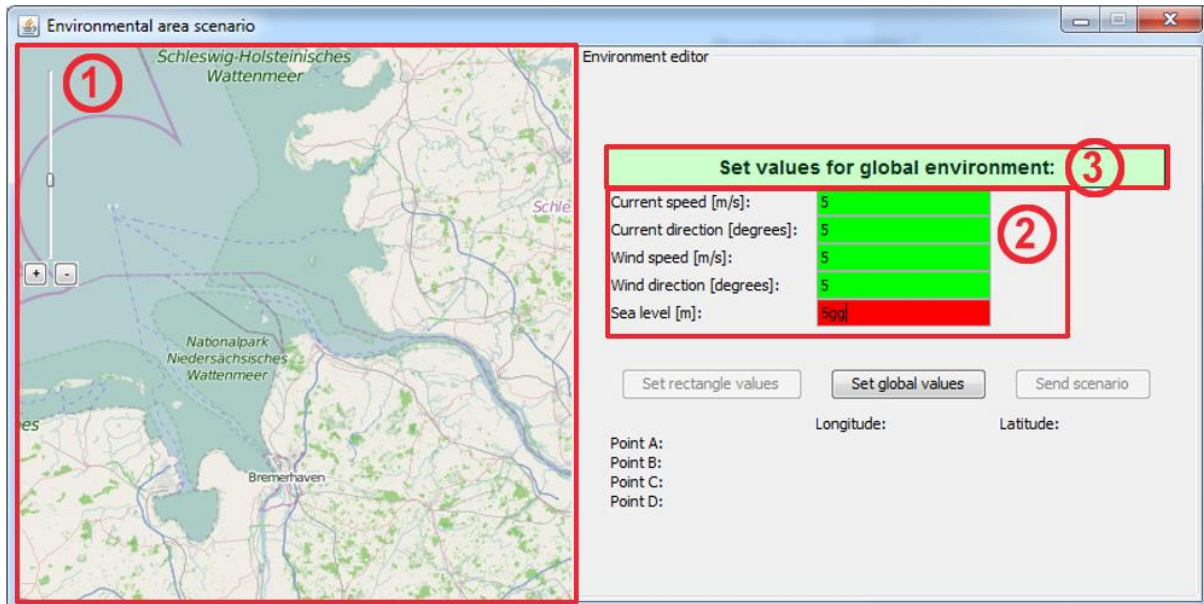 Environmental area scenario
Schleswig-Holsteinisches
Wattenmeer
1
Schle
+ -
Nationalpark
Niedersächsisches
Wattenmeer
es
Bremerhaven
Environment editor
Set values for global environment:
3
Current speed [m/s]: 5
Current direction [degrees]: 5
2
Wind speed [m/s]: 5
Wind direction [degrees]: 5
Sea level [m]: 5gg
Set rectangle values Set global values Send scenario
Longitude: Latitude:
Point A:
Point B:
Point C:
Point D: